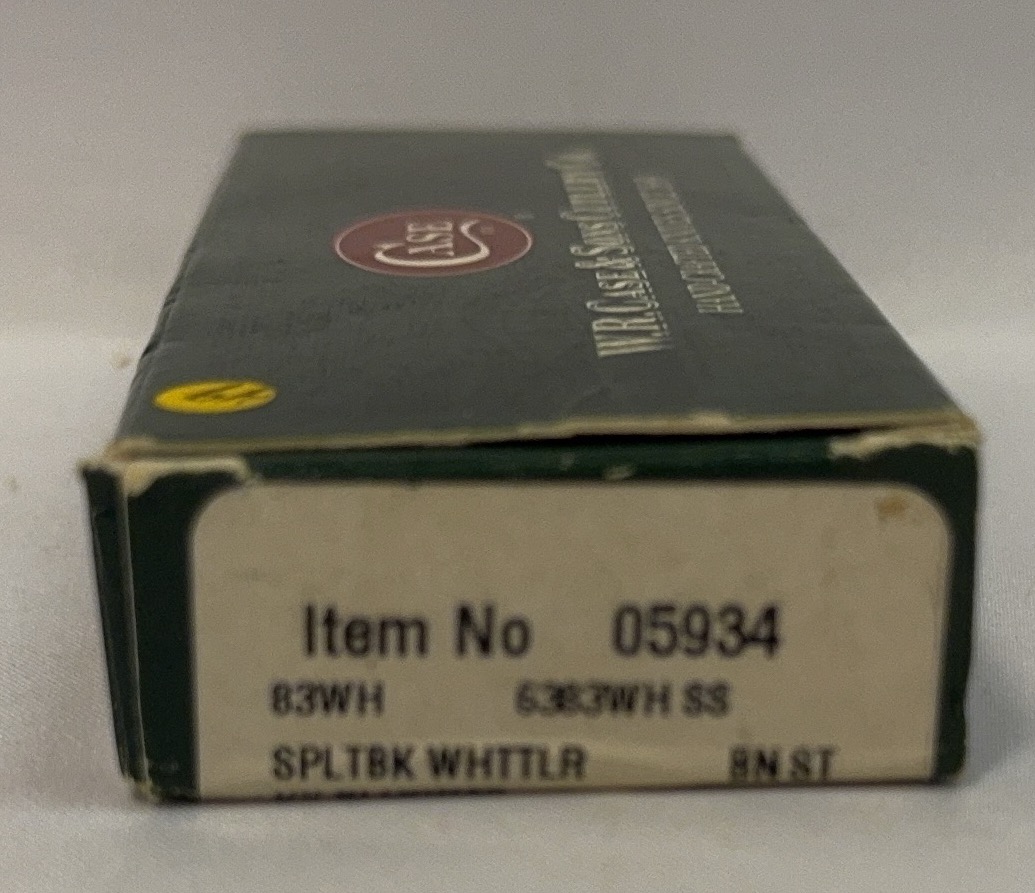 CASE
W.R. CASE & SONS CUTLERY CO.
Item No 05934
83WH 6383WH SS
SPLTBK WHTTLR BN ST